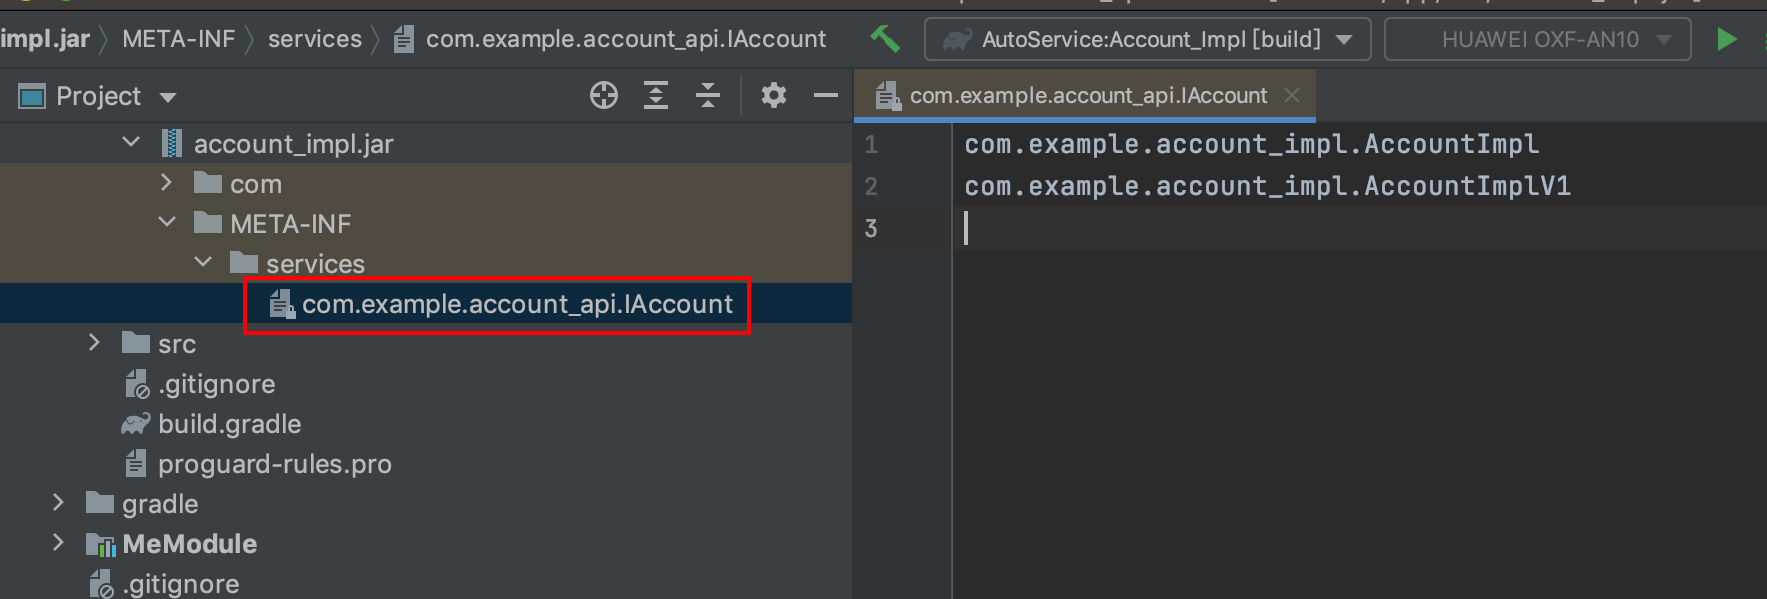 impl.jar META-INF services com.example.account_api.IAccount AutoService:Account_Impl [build] HUAWEI OXF-AN10
Project
com.example.account_api.IAccount
account_impl.jar
com
META-INF
services
com.example.account_api.IAccount
src
.gitignore
build.gradle
proguard-rules.pro
gradle
MeModule
.gitignore
1 com.example.account_impl.AccountImpl
2 com.example.account_impl.AccountImplV1
3